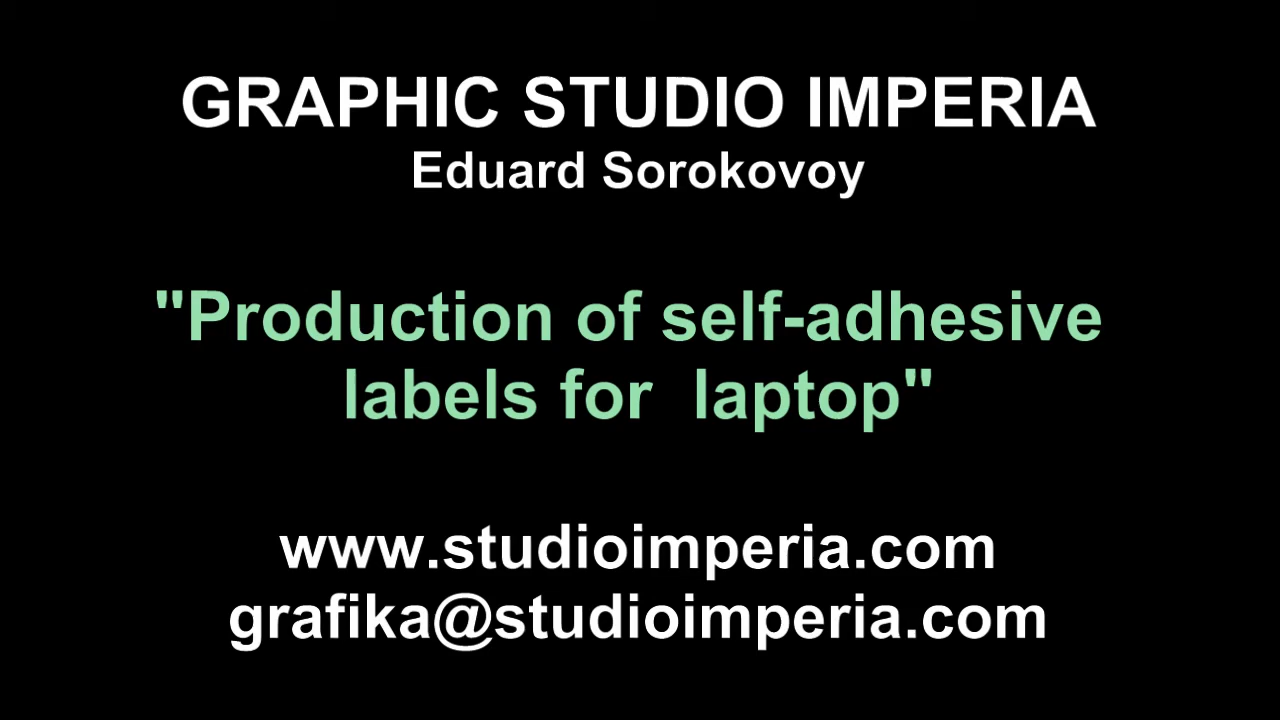 GRAPHIC STUDIO IMPERIA
Eduard Sorokovoy
"Production of self-adhesive
labels for  laptop"
www.studioimperia.com
grafika@studioimperia.com